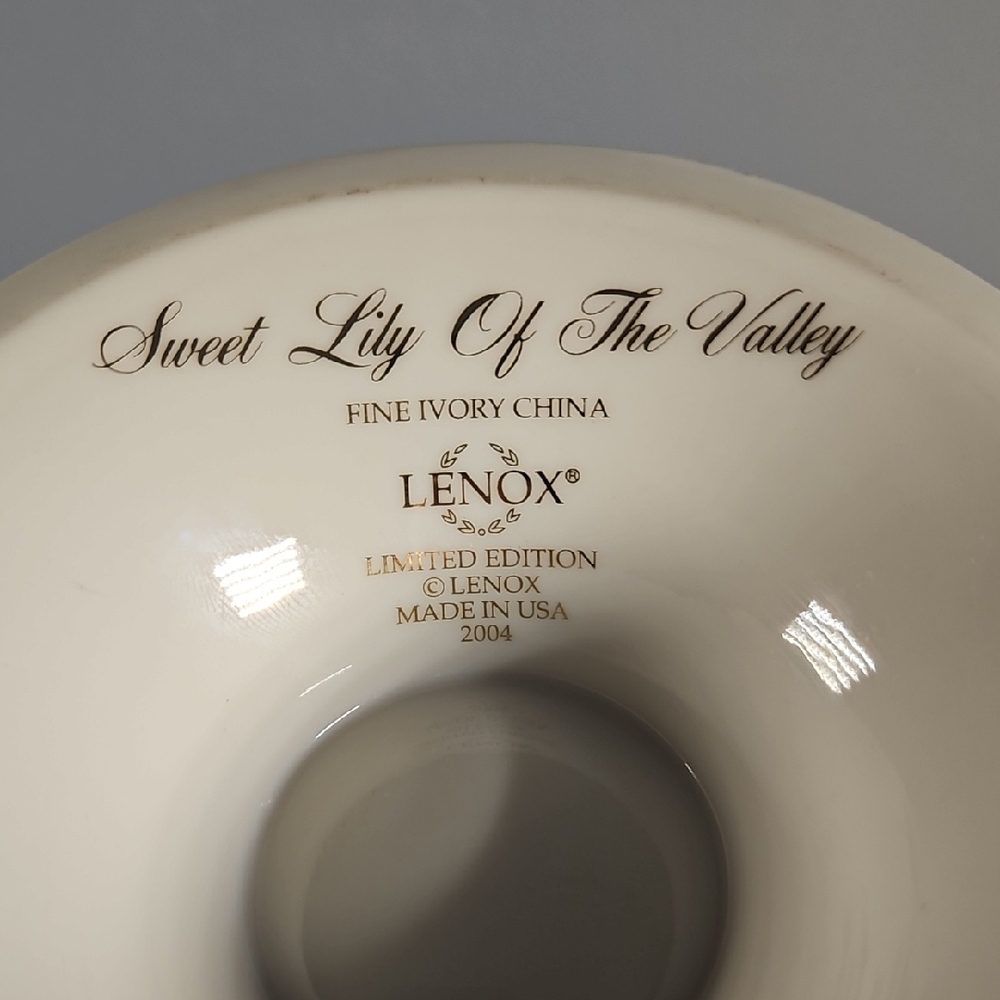 Sweet Lily Of The Valley
FINE IVORY CHINA
LENOX®
LIMITED EDITION
© LENOX
MADE IN USA
2004